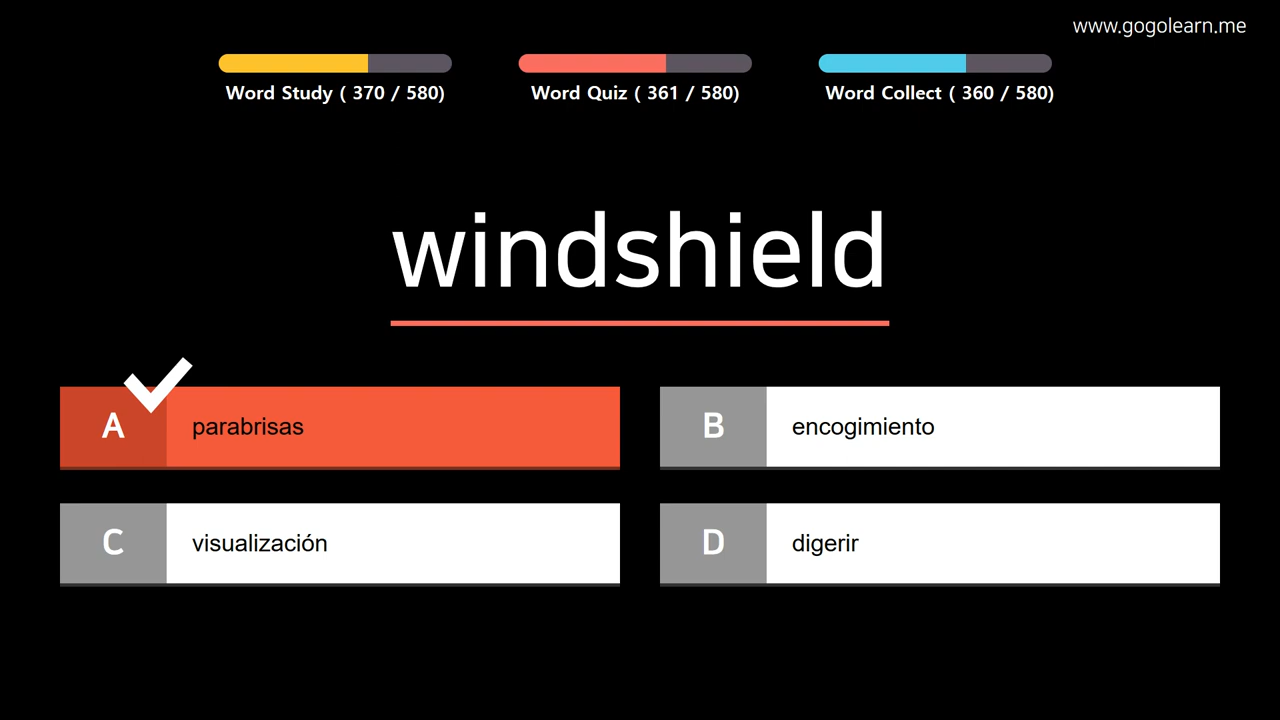 www.gogolearn.me
Word Study ( 370 / 580)
Word Quiz ( 361 / 580)
Word Collect ( 360 / 580)
windshield
A parabrisas
B encogimiento
C visualización
D digerir